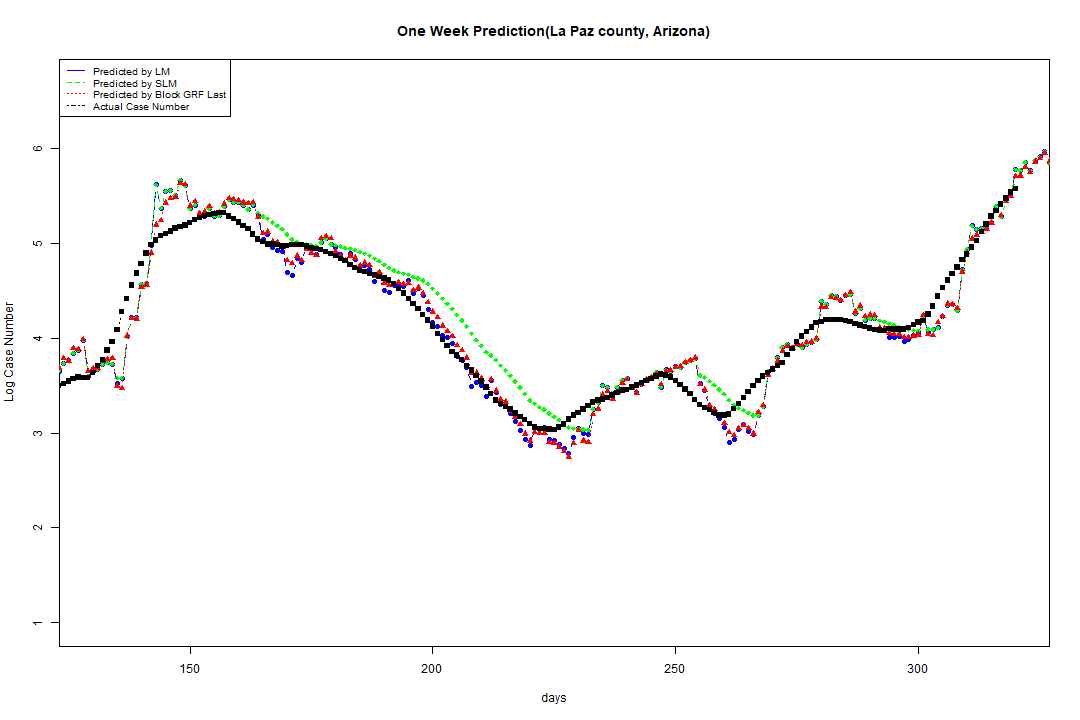 One Week Prediction(La Paz county, Arizona)
Predicted by LM
Predicted by SLM
Predicted by Block GRF Last
Actual Case Number
6
5
4
3
2
1
Log Case Number
150
200
250
300
days